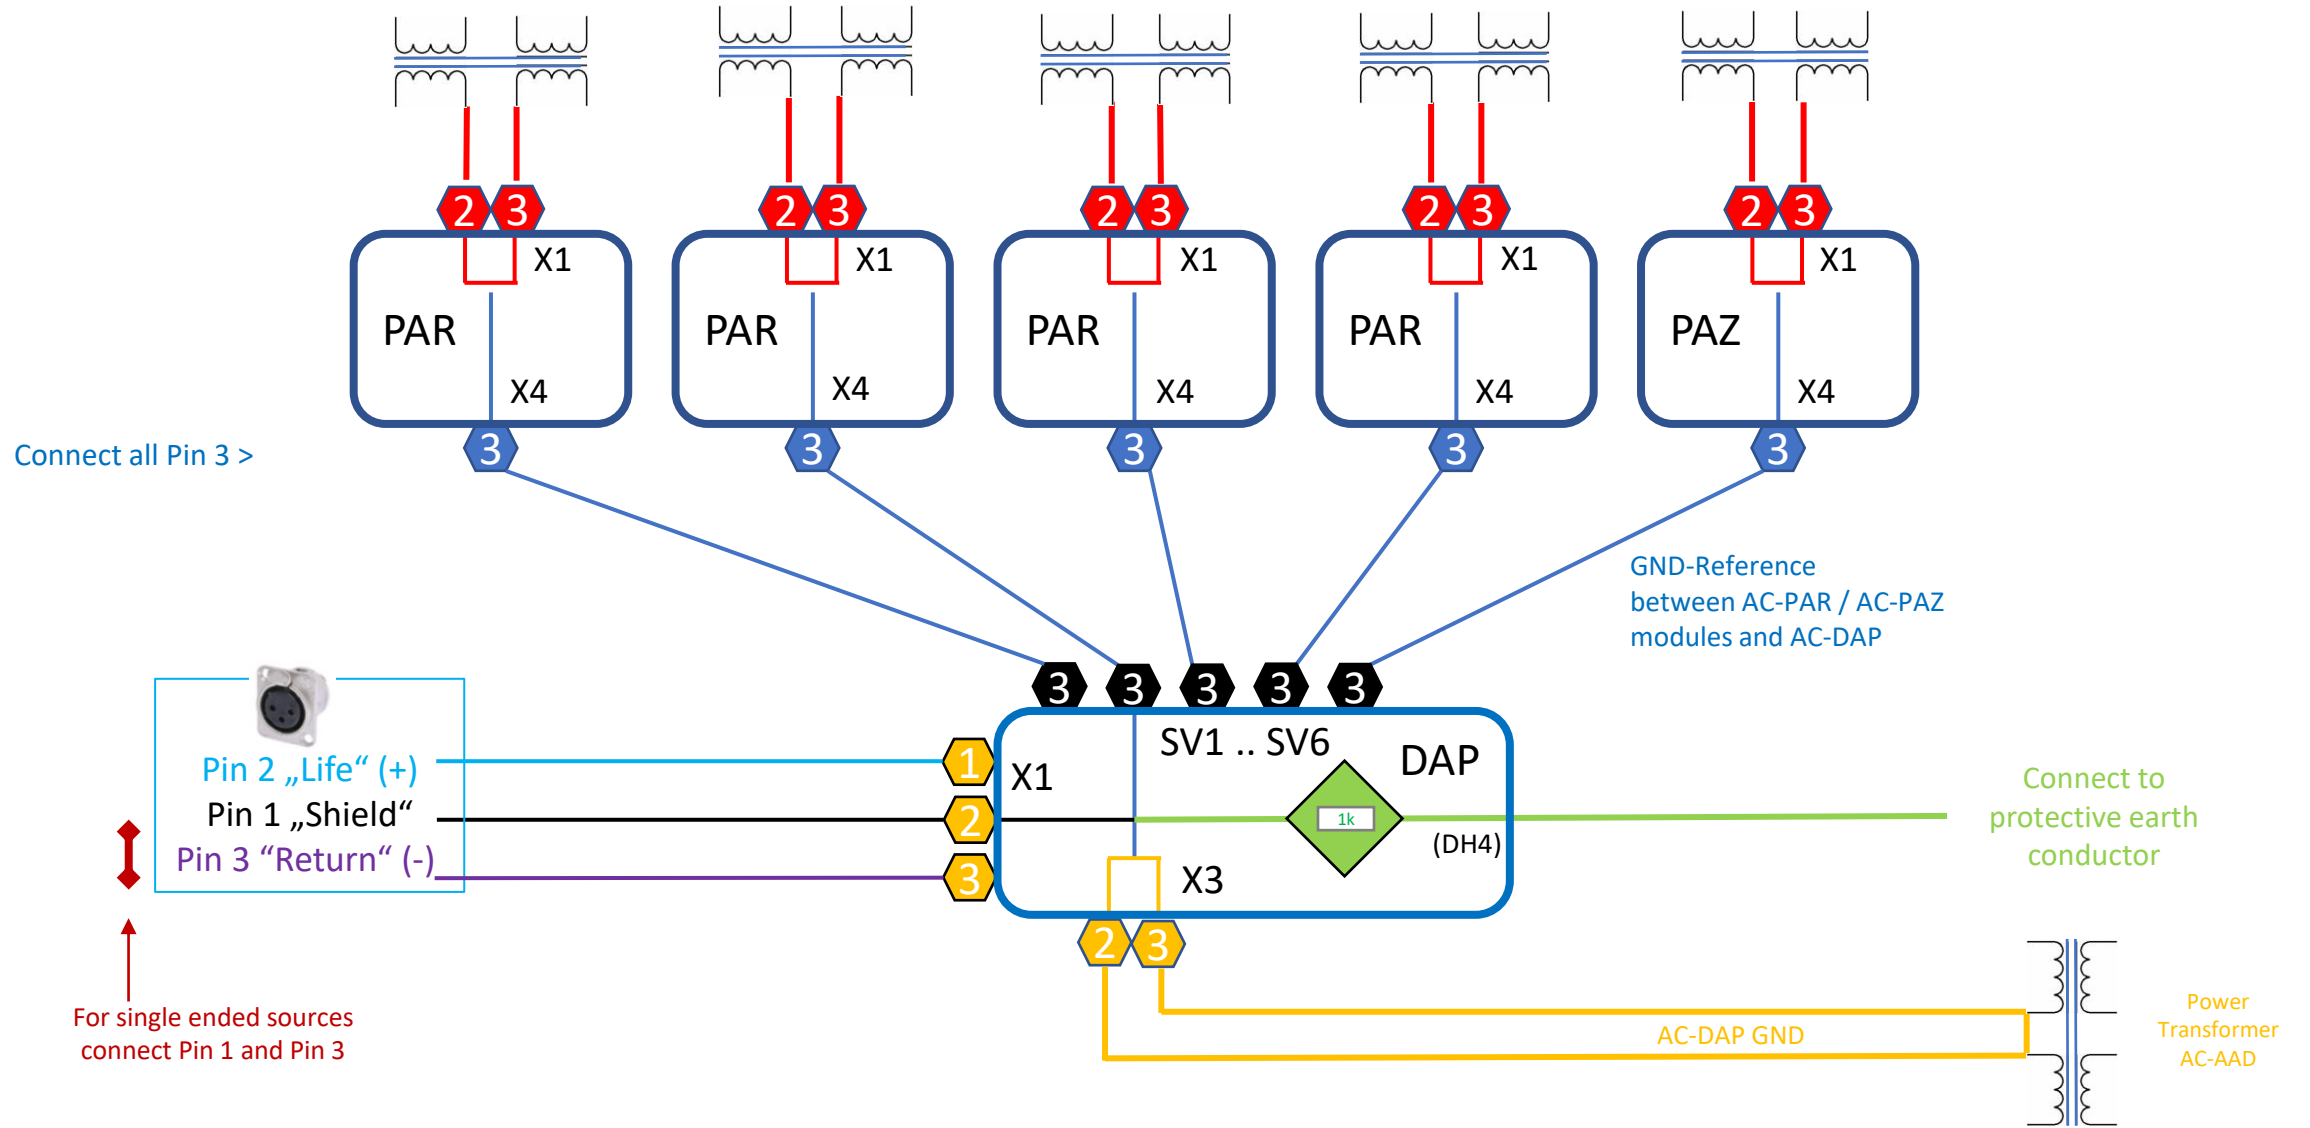 2 3 2 3 2 3 2 3 2 3
X1 X1 X1 X1 X1
PAR PAR PAR PAR PAZ
X4 X4 X4 X4 X4
Connect all Pin 3 >
3 3 3 3 3
GND-Reference
between AC-PAR / AC-PAZ
modules and AC-DAP
3 3 3 3 3
SV1 .. SV6
DAP
Pin 2 „Life“ (+)
1
X1
Pin 1 „Shield“
2
1k
(DH4)
Pin 3 “Return“ (-)
3
X3
Connect to
protective earth
conductor
2 3
For single ended sources
connect Pin 1 and Pin 3
AC-DAP GND
Power
Transformer
AC-AAD